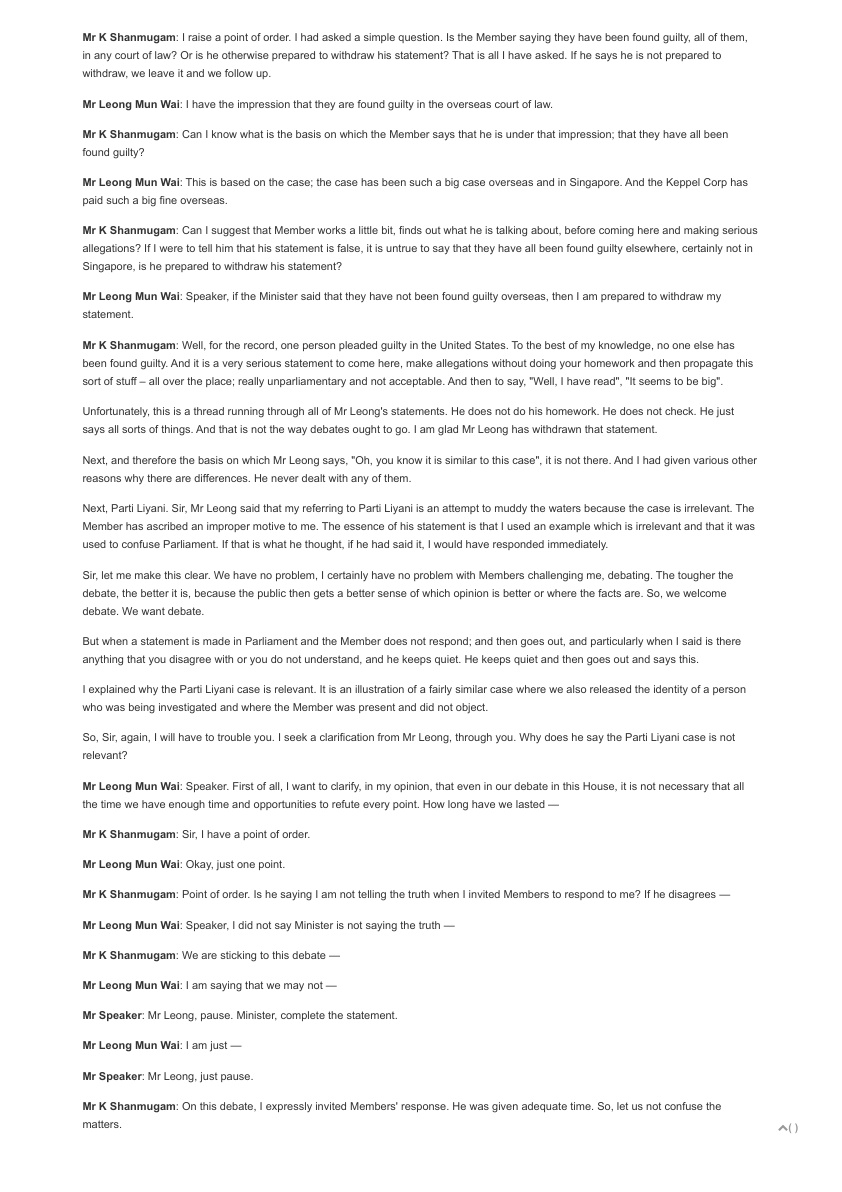 Mr K Shanmugam: I raise a point of order. I had asked a simple question. Is the Member saying they have been found guilty, all of them,
in any court of law? Or is he otherwise prepared to withdraw his statement? That is all I have asked. If he says he is not prepared to
withdraw, we leave it and we follow up.
Mr Leong Mun Wai: I have the impression that they are found guilty in the overseas court of law.
Mr K Shanmugam: Can I know what is the basis on which the Member says that he is under that impression; that they have all been
found guilty?
Mr Leong Mun Wai: This is based on the case; the case has been such a big case overseas and in Singapore. And the Keppel Corp has
paid such a big fine overseas.
Mr K Shanmugam: Can I suggest that Member works a little bit, finds out what he is talking about, before coming here and making serious
allegations? If I were to tell him that his statement is false, it is untrue to say that they have all been found guilty elsewhere, certainly not in
Singapore, is he prepared to withdraw his statement?
Mr Leong Mun Wai: Speaker, if the Minister said that they have not been found guilty overseas, then I am prepared to withdraw my
statement.
Mr K Shanmugam: Well, for the record, one person pleaded guilty in the United States. To the best of my knowledge, no one else has
been found guilty. And it is a very serious statement to come here, make allegations without doing your homework and then propagate this
sort of stuff – all over the place; really unparliamentary and not acceptable. And then to say, "Well, I have read", "It seems to be big".
Unfortunately, this is a thread running through all of Mr Leong's statements. He does not do his homework. He does not check. He just
says all sorts of things. And that is not the way debates ought to go. I am glad Mr Leong has withdrawn that statement.
Next, and therefore the basis on which Mr Leong says, "Oh, you know it is similar to this case", it is not there. And I had given various other
reasons why there are differences. He never dealt with any of them.
Next, Parti Liyani. Sir, Mr Leong said that my referring to Parti Liyani is an attempt to muddy the waters because the case is irrelevant. The
Member has ascribed an improper motive to me. The essence of his statement is that I used an example which is irrelevant and that it was
used to confuse Parliament. If that is what he thought, if he had said it, I would have responded immediately.
Sir, let me make this clear. We have no problem, I certainly have no problem with Members challenging me, debating. The tougher the
debate, the better it is, because the public then gets a better sense of which opinion is better or where the facts are. So, we welcome
debate. We want debate.
But when a statement is made in Parliament and the Member does not respond; and then goes out, and particularly when I said is there
anything that you disagree with or you do not understand, and he keeps quiet. He keeps quiet and then goes out and says this.
I explained why the Parti Liyani case is relevant. It is an illustration of a fairly similar case where we also released the identity of a person
who was being investigated and where the Member was present and did not object.
So, Sir, again, I will have to trouble you. I seek a clarification from Mr Leong, through you. Why does he say the Parti Liyani case is not
relevant?
Mr Leong Mun Wai: Speaker. First of all, I want to clarify, in my opinion, that even in our debate in this House, it is not necessary that all
the time we have enough time and opportunities to refute every point. How long have we lasted —
Mr K Shanmugam: Sir, I have a point of order.
Mr Leong Mun Wai: Okay, just one point.
Mr K Shanmugam: Point of order. Is he saying I am not telling the truth when I invited Members to respond to me? If he disagrees —
Mr Leong Mun Wai: Speaker, I did not say Minister is not saying the truth —
Mr K Shanmugam: We are sticking to this debate —
Mr Leong Mun Wai: I am saying that we may not —
Mr Speaker: Mr Leong, pause. Minister, complete the statement.
Mr Leong Mun Wai: I am just —
Mr Speaker: Mr Leong, just pause.
Mr K Shanmugam: On this debate, I expressly invited Members' response. He was given adequate time. So, let us not confuse the
matters.
( )